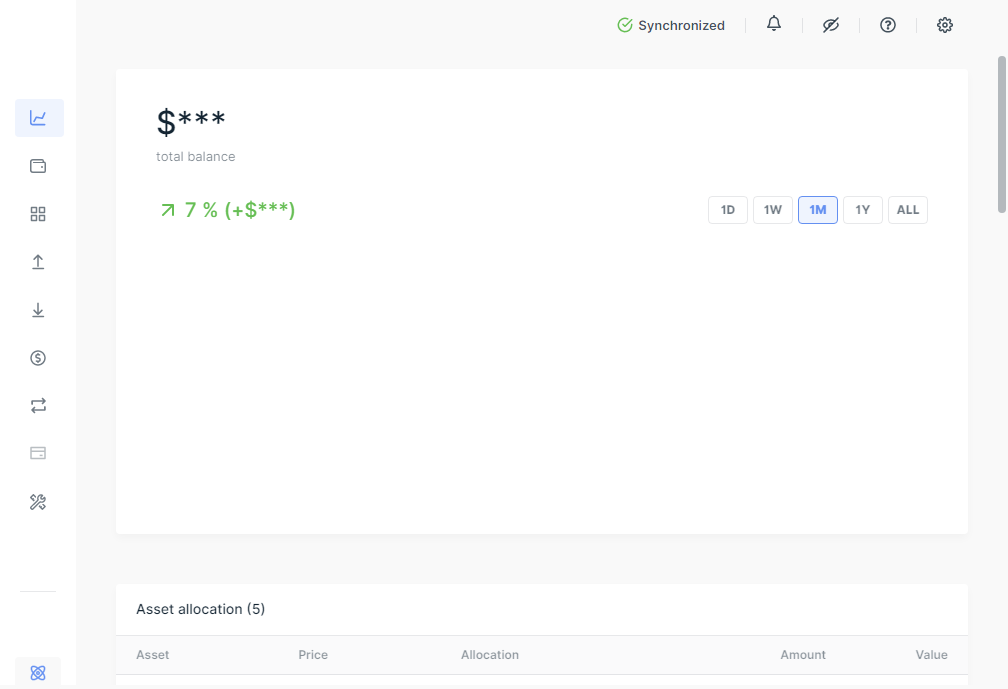 Synchronized
$***
total balance
7 % (+$***)
1D 1W 1M 1Y ALL
Asset allocation (5)
Asset Price Allocation Amount Value